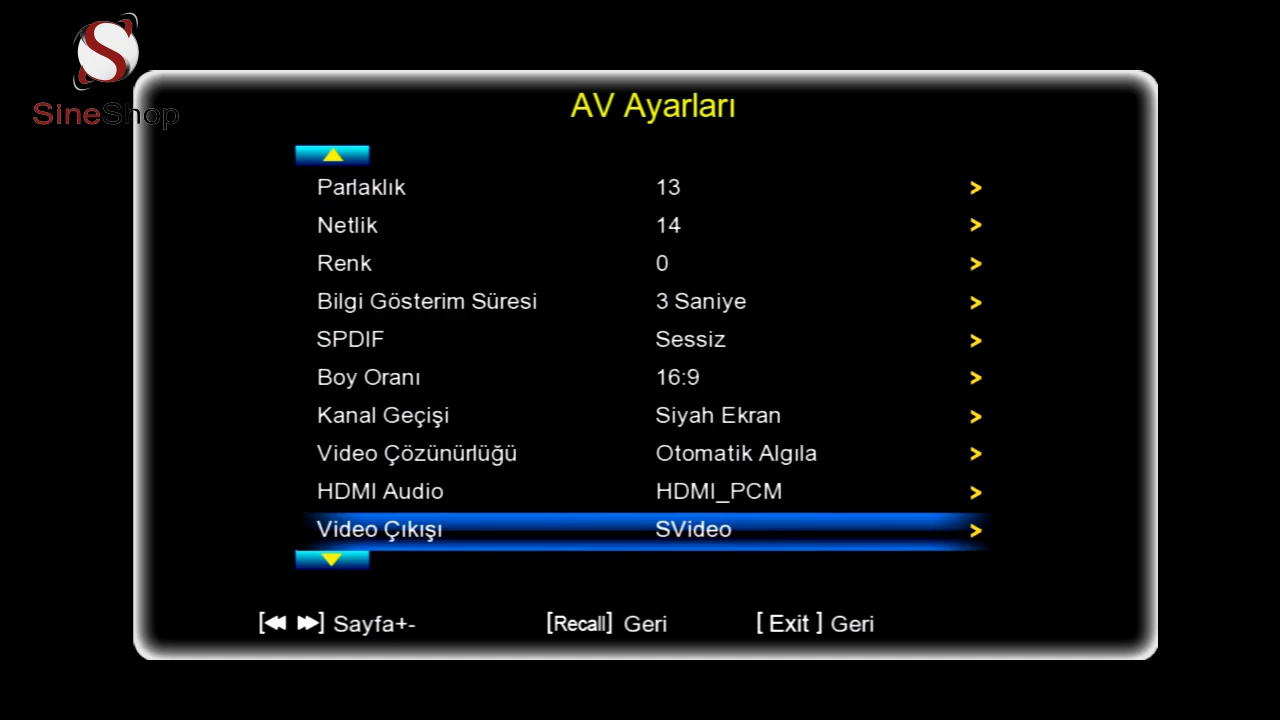 SineShop
AV Ayarları
Parlaklık 13 >
Netlik 14 >
Renk 0 >
Bilgi Gösterim Süresi 3 Saniye >
SPDIF Sessiz >
Boy Oranı 16:9 >
Kanal Geçişi Siyah Ekran >
Video Çözünürlüğü Otomatik Algıla >
HDMI Audio HDMI_PCM >
Video Çıkışı SVideo >
[⏪ ⏩] Sayfa+- [Recall] Geri [ Exit ] Geri